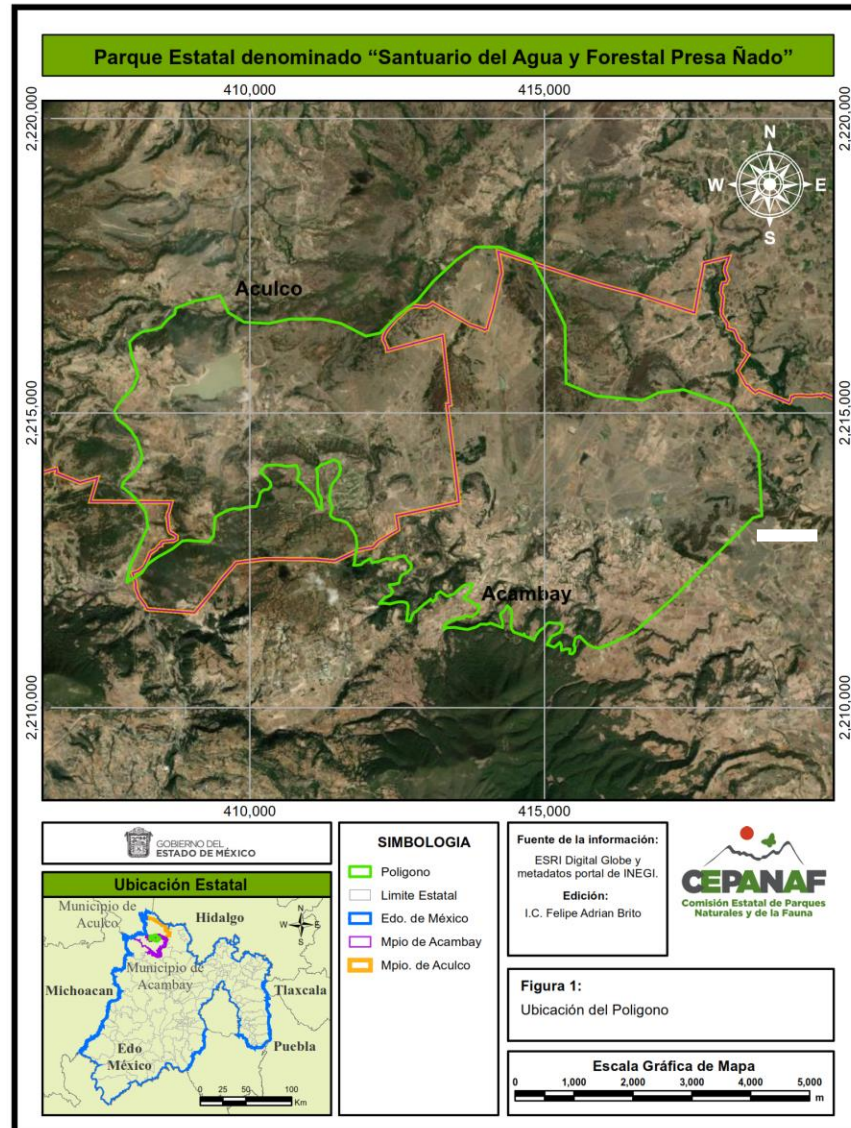 Parque Estatal denominado “Santuario del Agua y Forestal Presa Ñado”
410,000 415,000
2,220,000 2,220,000
N
W E
S
Aculco
2,215,000 2,215,000
Acambay
2,210,000 2,210,000
410,000 415,000
GOBIERNO DEL
ESTADO DE MÉXICO
Ubicación Estatal
Municipio de
Aculco
Hidalgo
N
W E
S
Municipio de
Acambay
Michoacan
Tlaxcala
Edo
México
Puebla
0 20 40 60 80 100
Km
SIMBOLOGIA
Poligono
Limite Estatal
Edo. de México
Mpio de Acambay
Mpio. de Aculco
Fuente de la información:
ESRI Digital Globe y
metadatos portal de INEGI.
Edición:
I.C. Felipe Adrian Brito
CEPANAF
Comisión Estatal de Parques
Naturales y de la Fauna
Figura 1:
Ubicación del Poligono
Escala Gráfica de Mapa
0 1,000 2,000 3,000 4,000 5,000
m